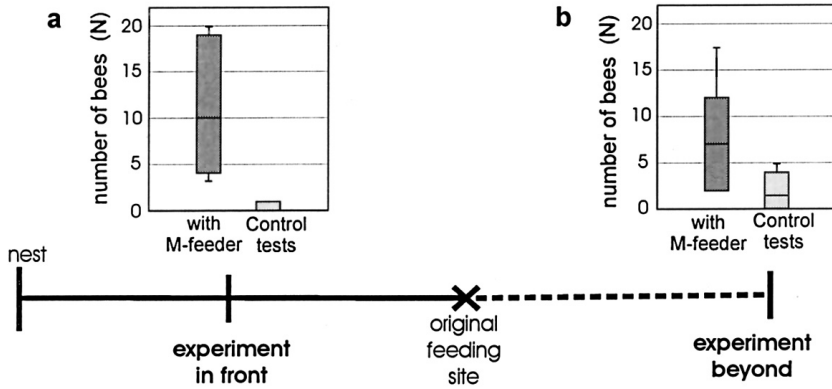 a
number of bees (N)
20
15
10
5
0
with
M-feeder
Control
tests
b
number of bees (N)
20
15
10
5
0
with
M-feeder
Control
tests
nest
experiment
in front
original
feeding
site
experiment
beyond